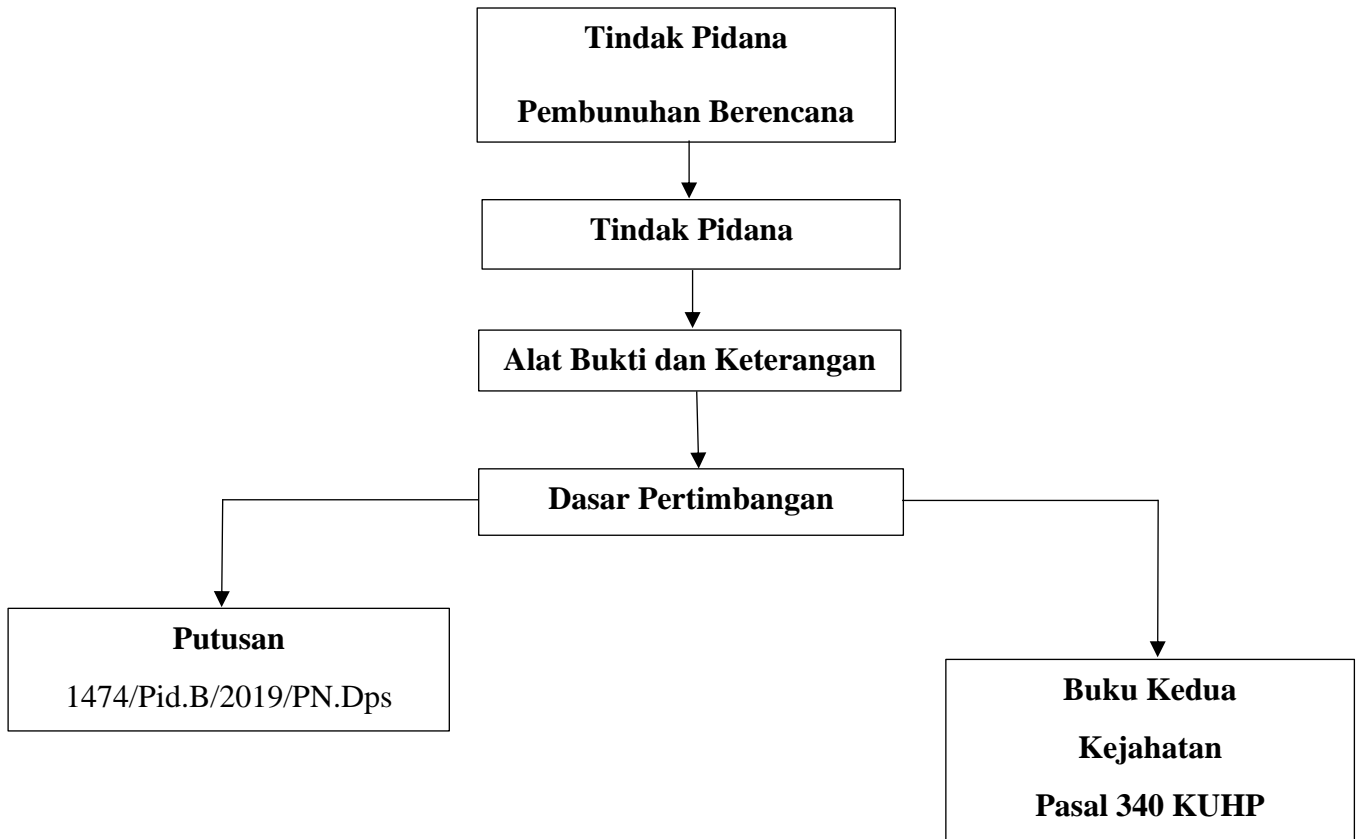 Tindak Pidana
Pembunuhan Berencana
Tindak Pidana
Alat Bukti dan Keterangan
Dasar Pertimbangan
Putusan
1474/Pid.B/2019/PN.Dps
Buku Kedua
Kejahatan
Pasal 340 KUHP